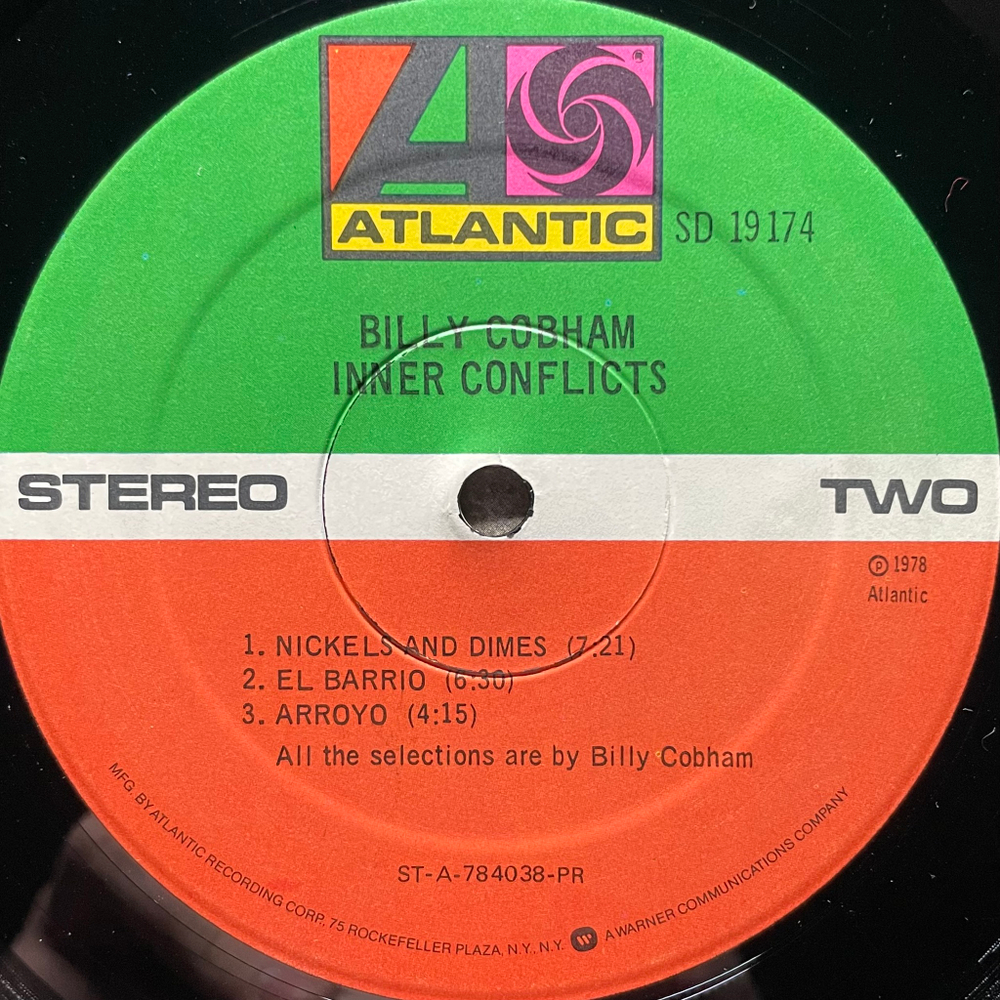 A
®
ATLANTIC
SD 19174
BILLY COBHAM
INNER CONFLICTS
STEREO
TWO
℗ 1978
Atlantic
1. NICKELS AND DIMES (7:21)
2. EL BARRIO (6:30)
3. ARROYO (4:15)
All the selections are by Billy Cobham
ST-A-784038-PR
MFG. BY ATLANTIC RECORDING CORP., 75 ROCKEFELLER PLAZA, N.Y., N.Y. W A WARNER COMMUNICATIONS COMPANY